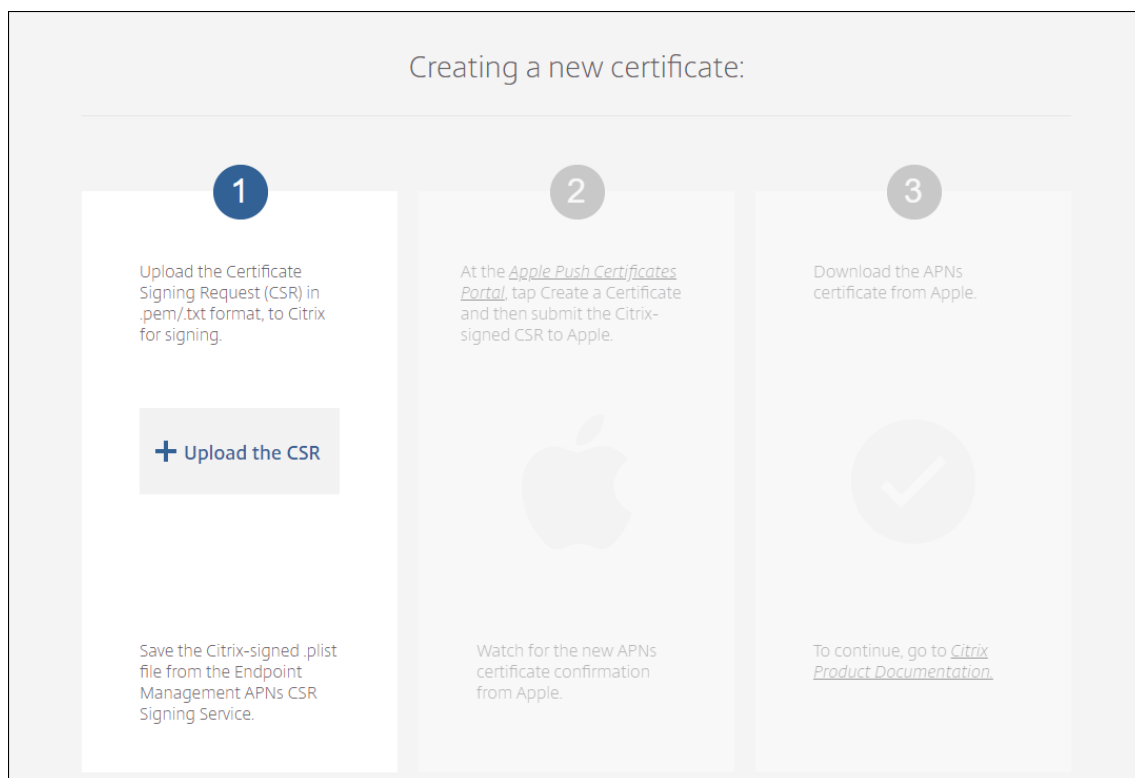 Creating a new certificate:
1
Upload the Certificate
Signing Request (CSR) in
.pem/.txt format, to Citrix
for signing.
+ Upload the CSR
Save the Citrix-signed .plist
file from the Endpoint
Management APNs CSR
Signing Service.
2
At the Apple Push Certificates
Portal, tap Create a Certificate
and then submit the Citrix-
signed CSR to Apple.
Watch for the new APNs
certificate confirmation
from Apple.
3
Download the APNs
certificate from Apple.
To continue, go to Citrix
Product Documentation.